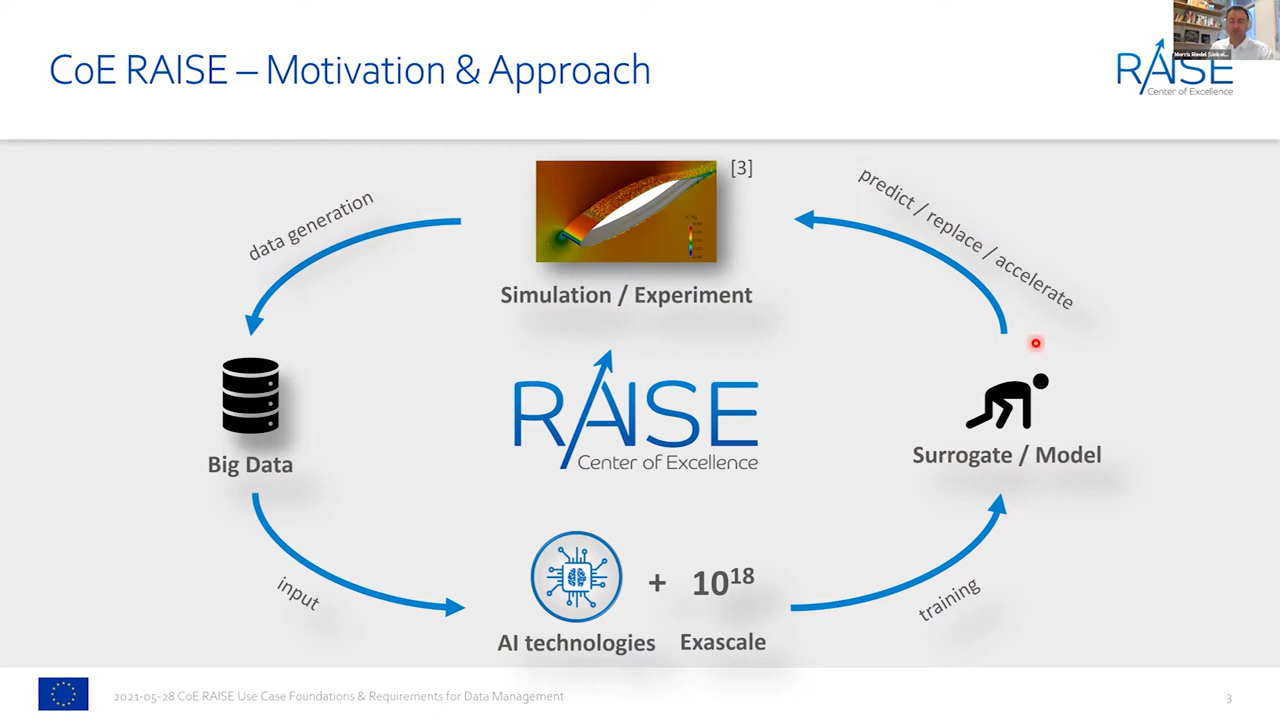 CoE RAISE – Motivation & Approach
RAISE
Center of Excellence
Morris Riedel
[3]
data generation
predict / replace / accelerate
Simulation / Experiment
RAISE
Center of Excellence
Big Data
Surrogate / Model
input
training
+ 10¹⁸
AI technologies Exascale
2021-05-28 CoE RAISE Use Case Foundations & Requirements for Data Management
3